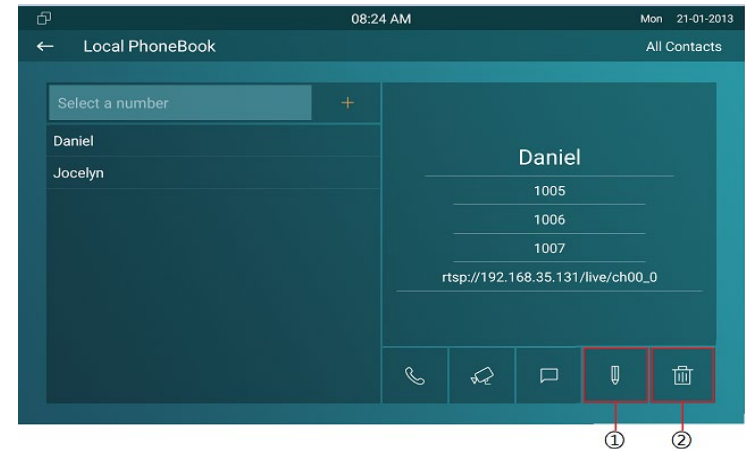 08:24 AM
Mon 21-01-2013
Local PhoneBook
All Contacts
Select a number
+
Daniel
Jocelyn
Daniel
1005
1006
1007
rtsp://192.168.35.131/live/ch00_0
①
②